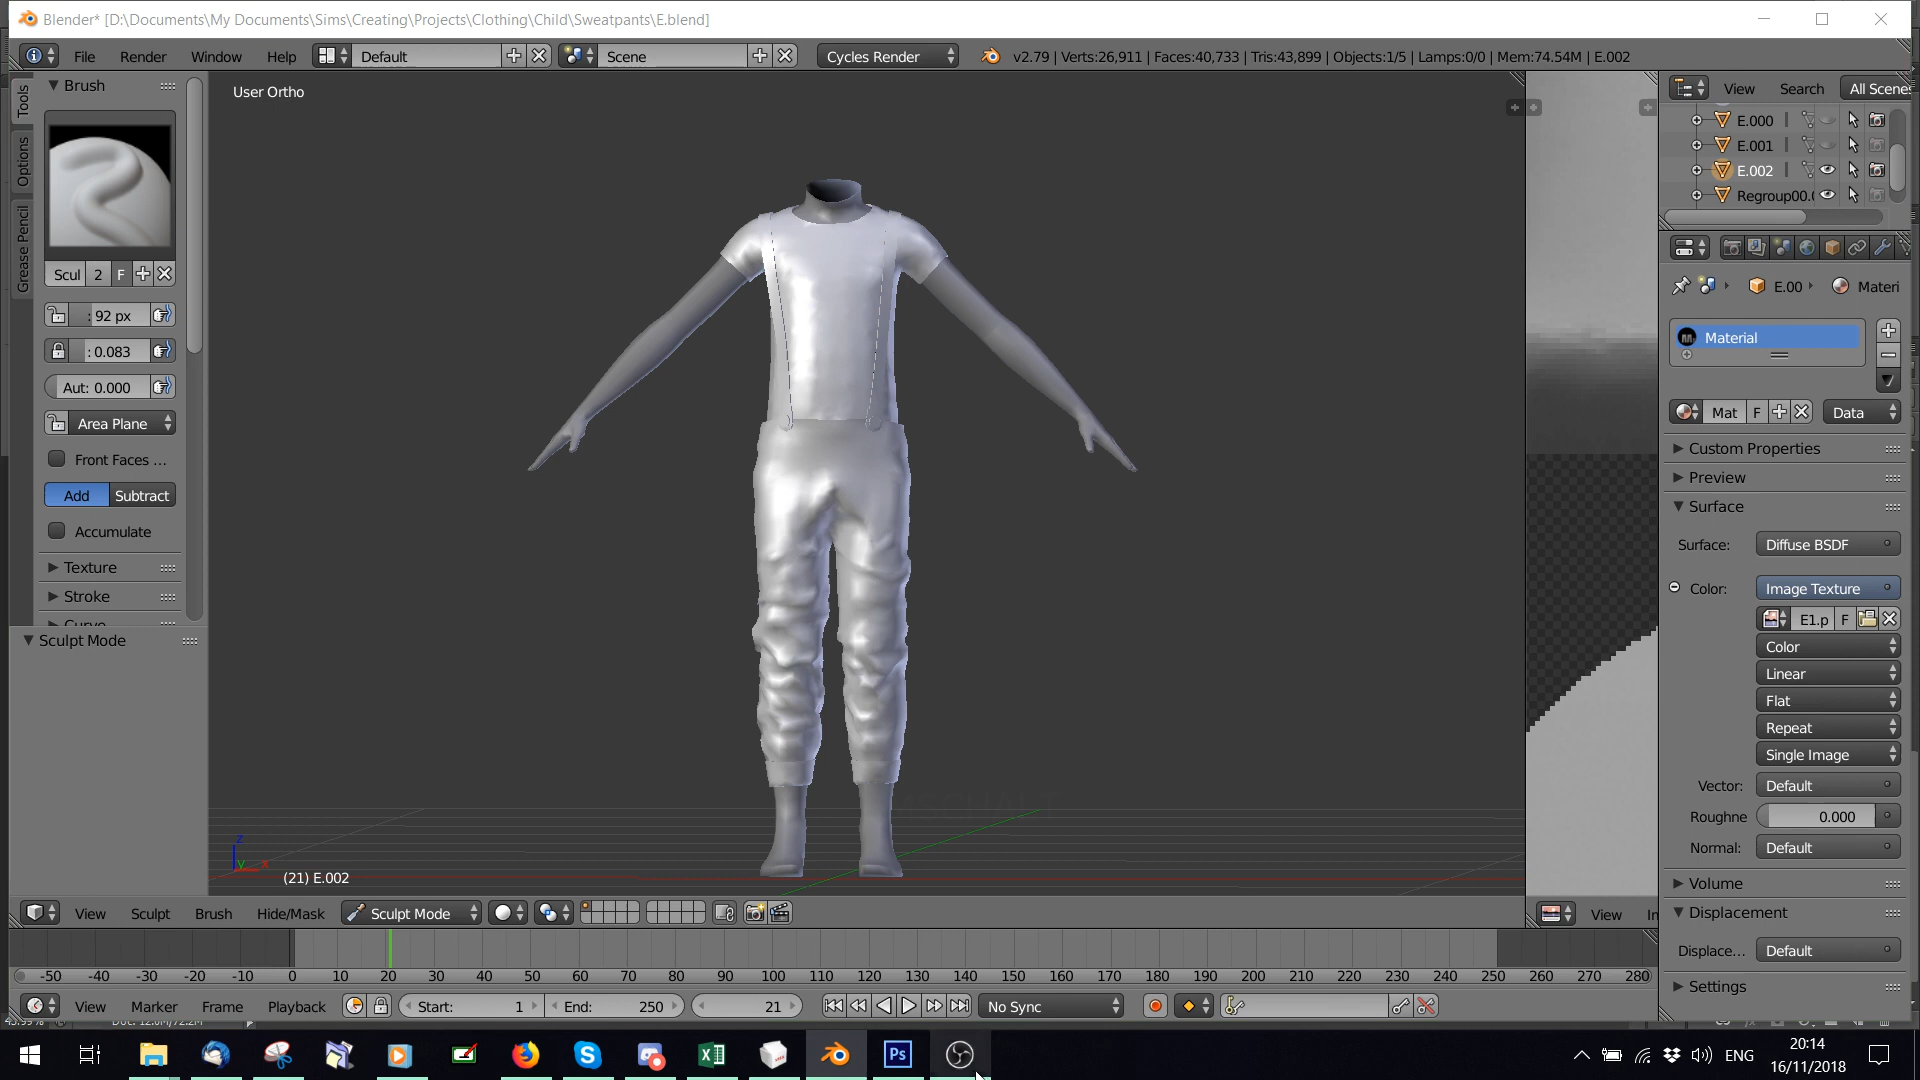 Blender* [D:\Documents\My Documents\Sims\Creating\Projects\Clothing\Child\Sweatpants\E.blend]
File Render Window Help Default Scene Cycles Render v2.79 | Verts:26,911 | Faces:40,733 | Tris:43,899 | Objects:1/5 | Lamps:0/0 | Mem:74.54M | E.002
Tools
Options
Grease Pencil
Brush
Scul 2 F
: 92 px
: 0.083
Aut: 0.000
Area Plane
Front Faces ...
Add Subtract
Accumulate
Texture
Stroke
Curve
Sculpt Mode
User Ortho
z
y x
(21) E.002
View Sculpt Brush Hide/Mask Sculpt Mode
View
View Search All Scenes
E.000
E.001
E.002
Regroup00.
E.00 Materi
Material
Mat F Data
Custom Properties
Preview
Surface
Surface: Diffuse BSDF
Color: Image Texture
E1.p F
Color
Linear
Flat
Repeat
Single Image
Vector: Default
Roughne 0.000
Normal: Default
Volume
Displacement
Displace... Default
Settings
-50 -40 -30 -20 -10 0 10 20 30 40 50 60 70 80 90 100 110 120 130 140 150 160 170 180 190 200 210 220 230 240 250 260 270 280
View Marker Frame Playback Start: 1 End: 250 21 No Sync
ENG
20:14
16/11/2018